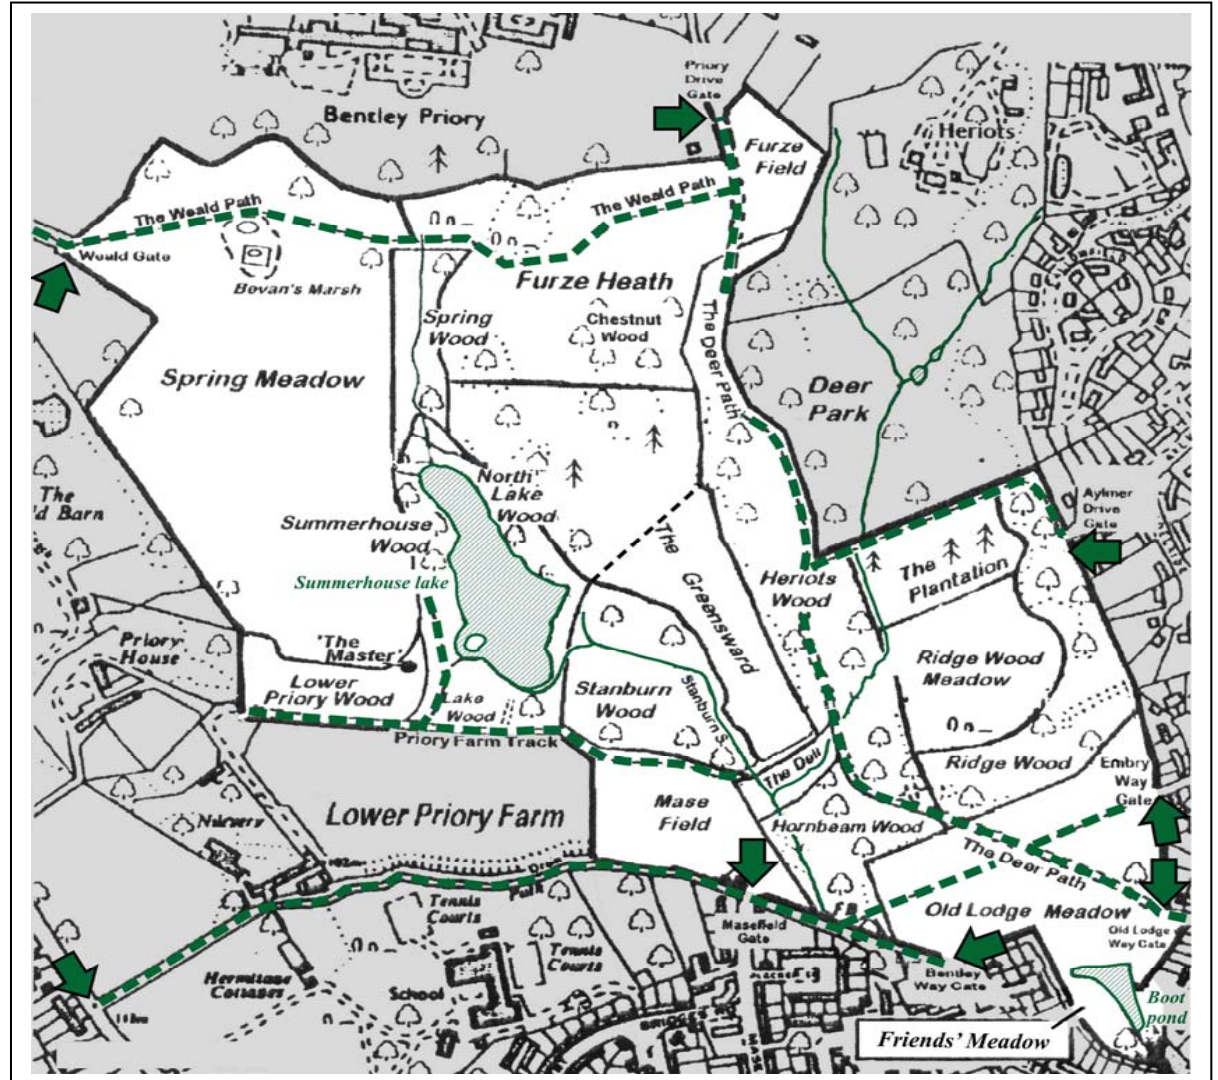 Priory
Drive
Gate
Bentley Priory
Heriots
Furze
Field
The Weald Path
The Weald Path
Weald Gate
Bevan's Marsh
Furze Heath
Spring
Wood
Chestnut
Wood
The Deer Path
Spring Meadow
Deer
Park
North
Lake
Wood
Aylmer
Drive
Gate
The
d Barn
Summerhouse
Wood
The
Greensward
Summerhouse lake
Heriots
Wood
The
Plantation
Priory
House
'The
Master'
Ridge Wood
Meadow
Lower
Priory Wood
Lake
Wood
Stanburn
Wood
Stanburn S.
Priory Farm Track
The Dell
Ridge Wood
Embry
Way
Gate
Lower Priory Farm
Mase
Field
Hornbeam Wood
Nursery
The Deer Path
Path
Tennis
Courts
Old Lodge Meadow
F B
Masefield
Gate
Old Lodge
Way Gate
Tennis
Courts
Hermitage
Cottages
School
Bentley
Way Gate
Boot
pond
Friends' Meadow